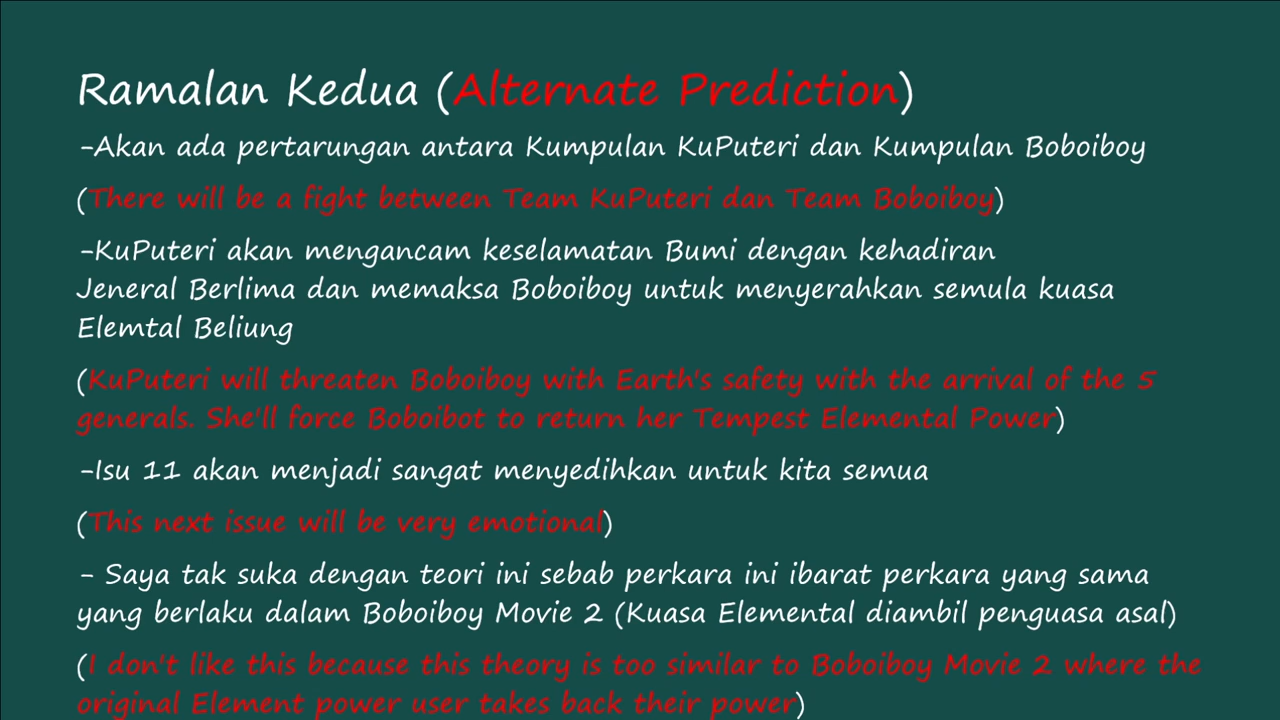 Ramalan Kedua (Alternate Prediction)
-Akan ada pertarungan antara Kumpulan KuPuteri dan Kumpulan Boboiboy
(There will be a fight between Team KuPuteri dan Team Boboiboy)
-KuPuteri akan mengancam keselamatan Bumi dengan kehadiran
Jeneral Berlima dan memaksa Boboiboy untuk menyerahkan semula kuasa
Elemtal Beliung
(KuPuteri will threaten Boboiboy with Earth's safety with the arrival of the 5
generals. She'll force Boboibot to return her Tempest Elemental Power)
-Isu 11 akan menjadi sangat menyedihkan untuk kita semua
(This next issue will be very emotional)
- Saya tak suka dengan teori ini sebab perkara ini ibarat perkara yang sama
yang berlaku dalam Boboiboy Movie 2 (Kuasa Elemental diambil penguasa asal)
(I don't like this because this theory is too similar to Boboiboy Movie 2 where the
original Element power user takes back their power)